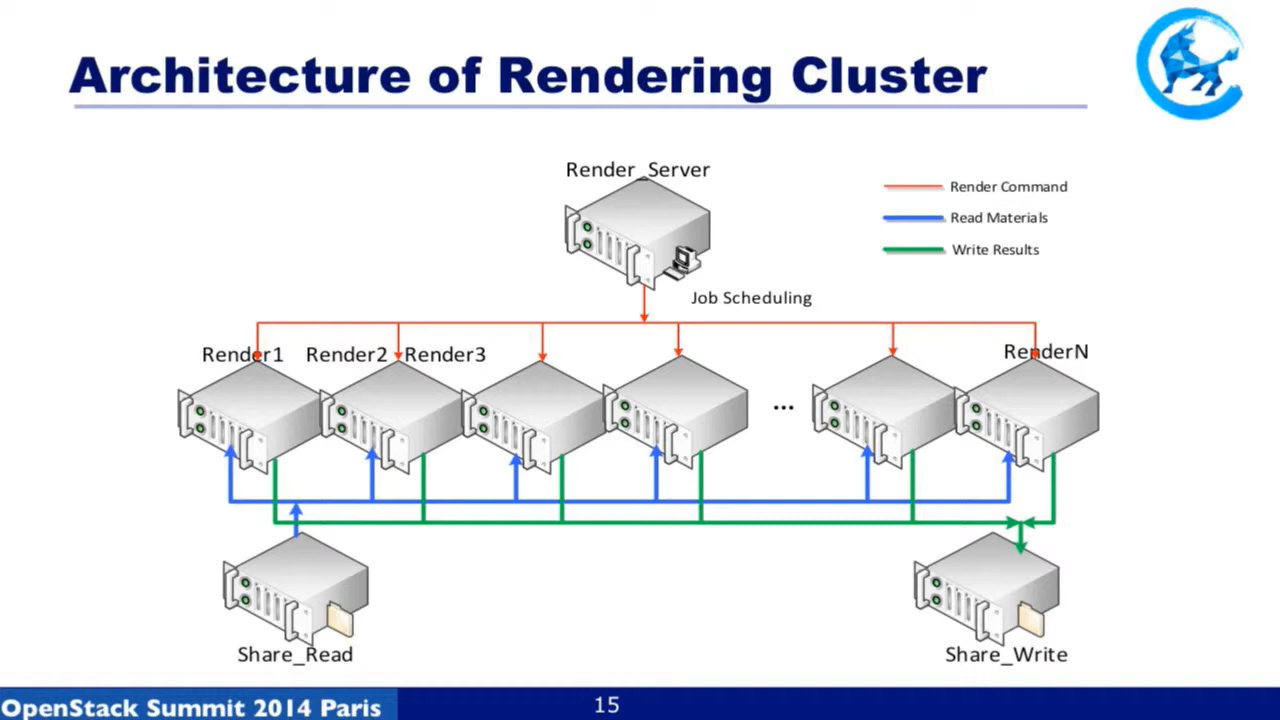 Architecture of Rendering Cluster
Render_Server
Render Command
Read Materials
Write Results
Job Scheduling
Render1
Render2
Render3
RenderN
...
Share_Read
Share_Write
OpenStack Summit 2014 Paris
15